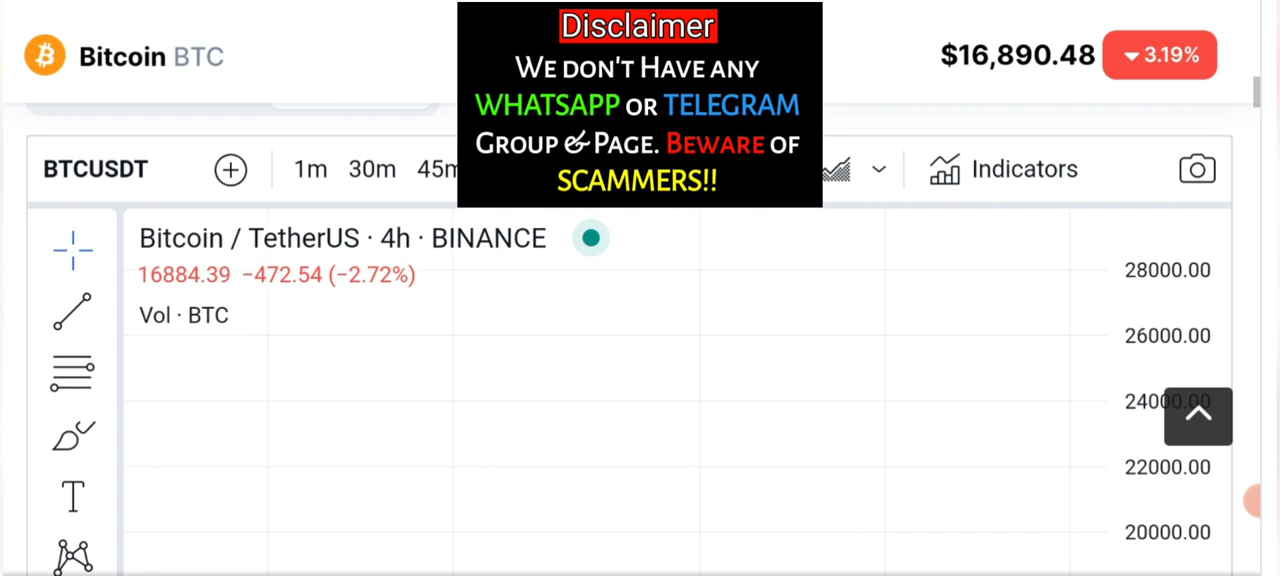 Disclaimer
WE DON'T HAVE ANY
WHATSAPP OR TELEGRAM
GROUP & PAGE. BEWARE OF
SCAMMERS!!
Bitcoin BTC
$16,890.48 3.19%
BTCUSDT 1m 30m 45m Indicators
Bitcoin / TetherUS · 4h · BINANCE
16884.39 −472.54 (−2.72%)
Vol · BTC
28000.00
26000.00
24000.00
22000.00
20000.00